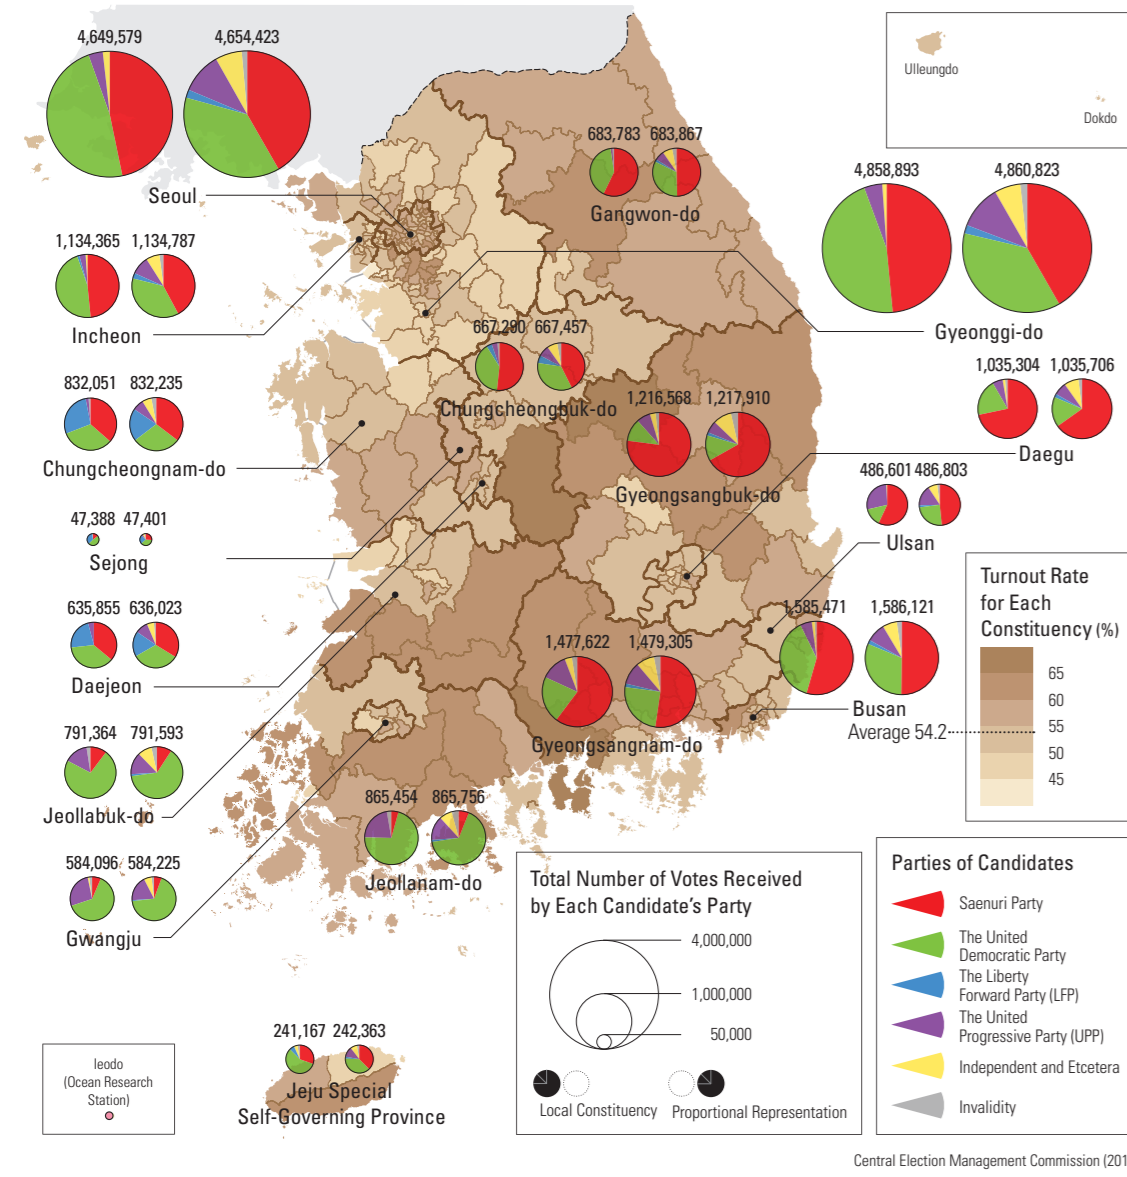 4,649,579
4,654,423
Seoul
683,783
683,867
Gangwon-do
Ulleungdo
Dokdo
4,858,893
4,860,823
Gyeonggi-do
1,134,365
1,134,787
Incheon
667,290
667,457
Chungcheongbuk-do
832,051
832,235
Chungcheongnam-do
1,216,568
1,217,910
Gyeongsangbuk-do
1,035,304
1,035,706
Daegu
486,601
486,803
Ulsan
47,388
47,401
Sejong
635,855
636,023
Daejeon
1,477,622
1,479,305
Gyeongsangnam-do
1,585,471
1,586,121
Busan
791,364
791,593
Jeollabuk-do
865,454
865,756
Jeollanam-do
584,096
584,225
Gwangju
241,167
242,363
Jeju Special
Self-Governing Province
Ieodo
(Ocean Research
Station)
Turnout Rate
for Each
Constituency (%)
65
60
55
Average 54.2
50
45
Total Number of Votes Received
by Each Candidate's Party
4,000,000
1,000,000
50,000
Local Constituency
Proportional Representation
Parties of Candidates
Saenuri Party
The United
Democratic Party
The Liberty
Forward Party (LFP)
The United
Progressive Party (UPP)
Independent and Etcetera
Invalidity
Central Election Management Commission (201